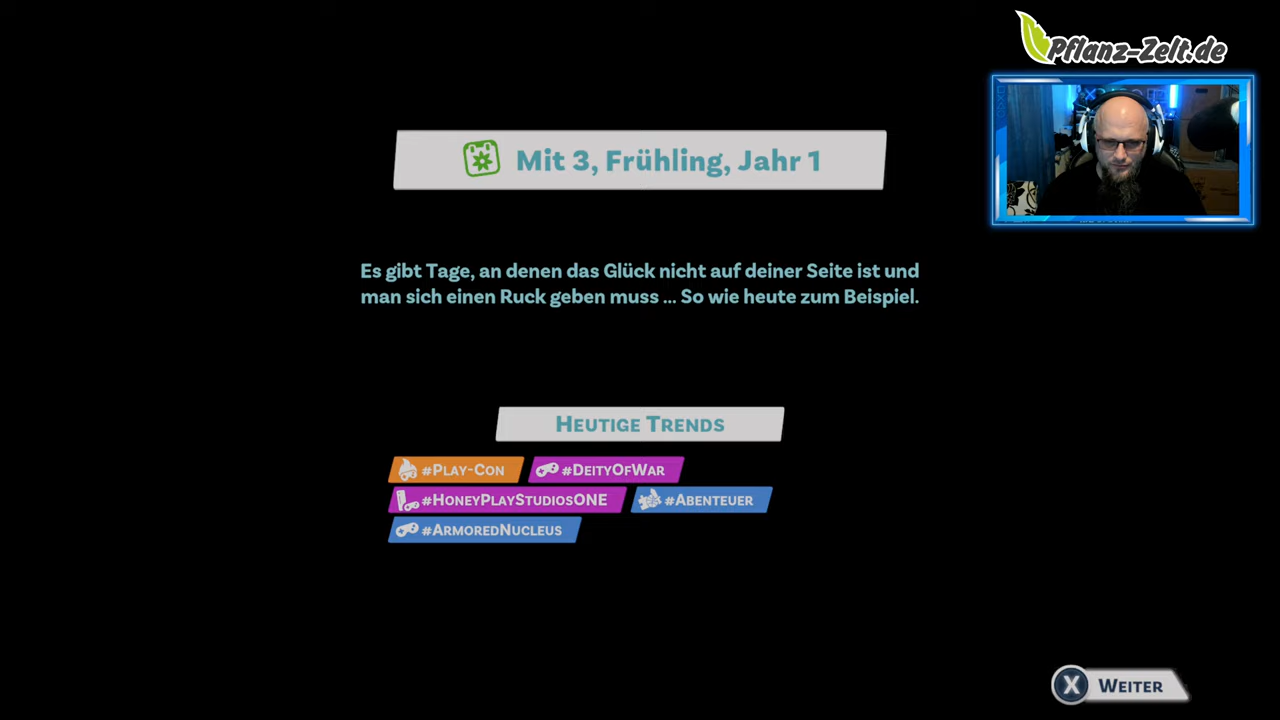 Pflanz-Zelt.de
Mit 3, Frühling, Jahr 1
Es gibt Tage, an denen das Glück nicht auf deiner Seite ist und
man sich einen Ruck geben muss ... So wie heute zum Beispiel.
Heutige Trends
#Play-Con #DeityOfWar
#HoneyPlayStudiosONE #Abenteuer
#ArmoredNucleus
X Weiter